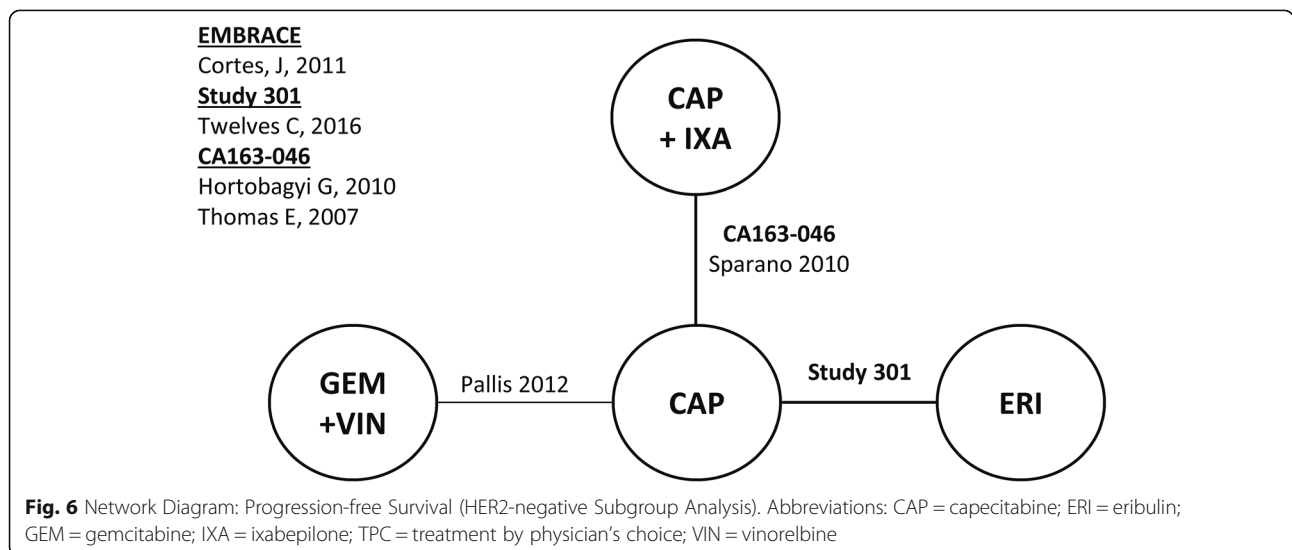 EMBRACE
Cortes, J, 2011
Study 301
Twelves C, 2016
CA163-046
Hortobagyi G, 2010
Thomas E, 2007
CAP
+ IXA
CA163-046
Sparano 2010
GEM
+VIN
Pallis 2012
CAP
Study 301
ERI
Fig. 6 Network Diagram: Progression-free Survival (HER2-negative Subgroup Analysis). Abbreviations: CAP = capecitabine; ERI = eribulin;
GEM = gemcitabine; IXA = ixabepilone; TPC = treatment by physician's choice; VIN = vinorelbine